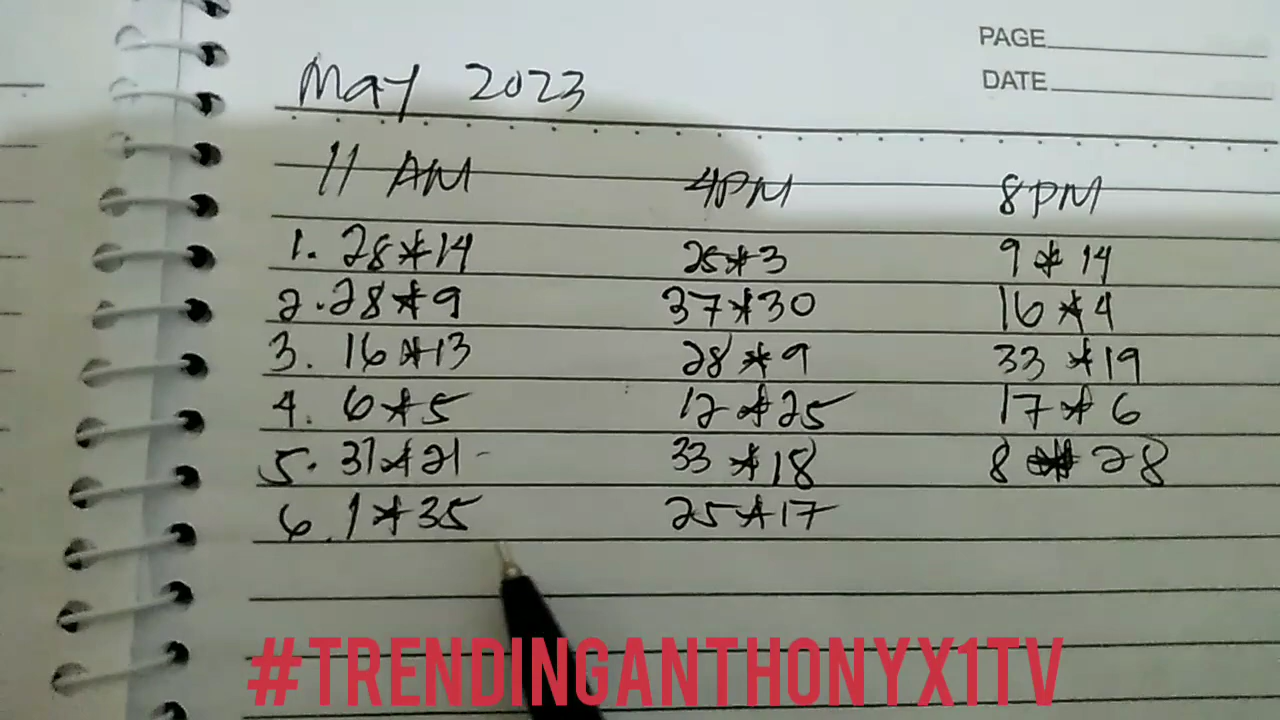 PAGE
DATE
May 2023
11 AM 4PM 8PM
1. 28*14 25*3 9*14
2. 28*9 37*30 16*4
3. 16*13 28*9 33*19
4. 6*5 12*25 17*6
5. 31*21 33*18 8*28
6. 1*35 25*17
#TRENDINGANTHONYX1TV